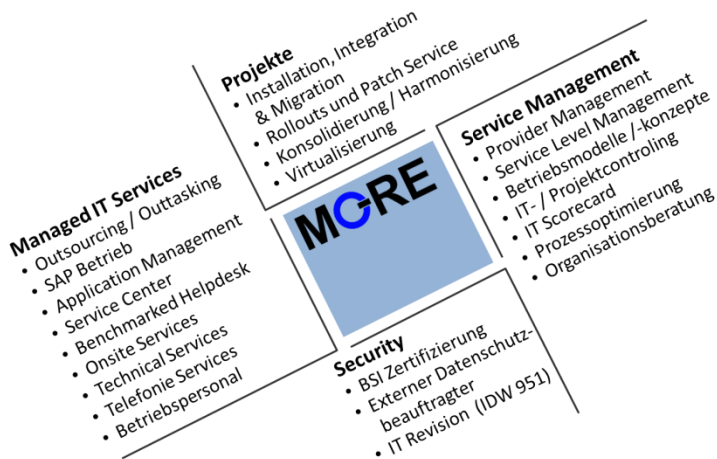 Projekte
• Installation, Integration
& Migration
• Rollouts und Patch Service
• Konsolidierung / Harmonisierung
• Virtualisierung
Service Management
• Provider Management
• Service Level Management
• Betriebsmodelle /-konzepte
• IT- / Projektcontroling
• IT Scorecard
• Prozessoptimierung
• Organisationsberatung
Managed IT Services
• Outsourcing / Outtasking
• SAP Betrieb
• Application Management
• Service Center
• Benchmarked Helpdesk
• Onsite Services
• Technical Services
• Telefonie Services
• Betriebspersonal
MORE
Security
• BSI Zertifizierung
• Externer Datenschutz-
beauftragter
• IT Revision (IDW 951)